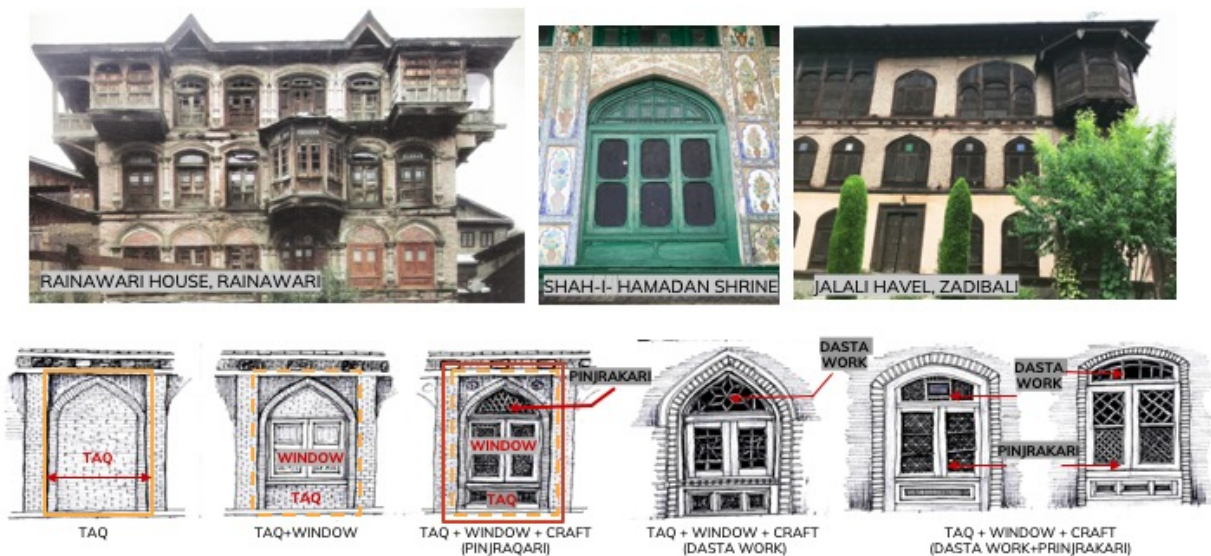 RAINAWARI HOUSE, RAINAWARI
SHAH-I- HAMADAN SHRINE
JALALI HAVEL, ZADIBALI
TAQ
WINDOW
TAQ
PINJRAKARI
WINDOW
TAQ
DASTA
WORK
DASTA
WORK
PINJRAKARI
TAQ
TAQ+WINDOW
TAQ + WINDOW + CRAFT
(PINJRAQARI)
TAQ + WINDOW + CRAFT
(DASTA WORK)
TAQ + WINDOW + CRAFT
(DASTA WORK+PRINJRAKARI)